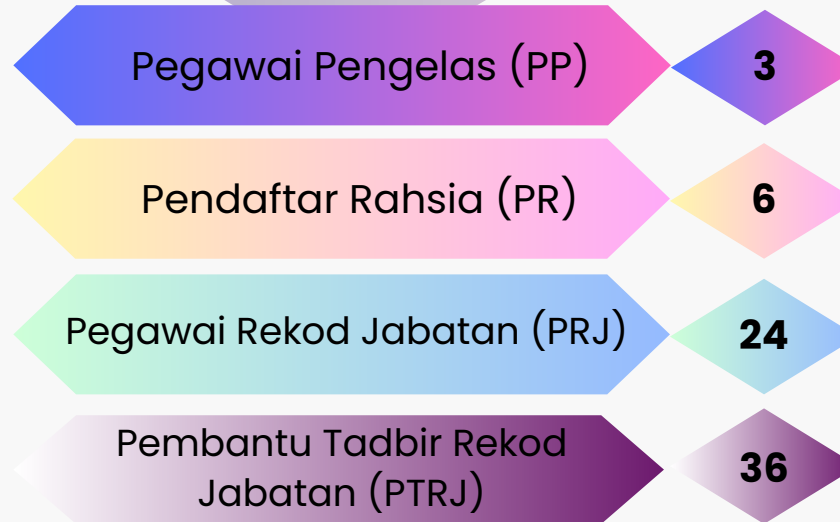 Pegawai Pengelas (PP)
3
Pendaftar Rahsia (PR)
6
Pegawai Rekod Jabatan (PRJ)
24
Pembantu Tadbir Rekod
Jabatan (PTRJ)
36